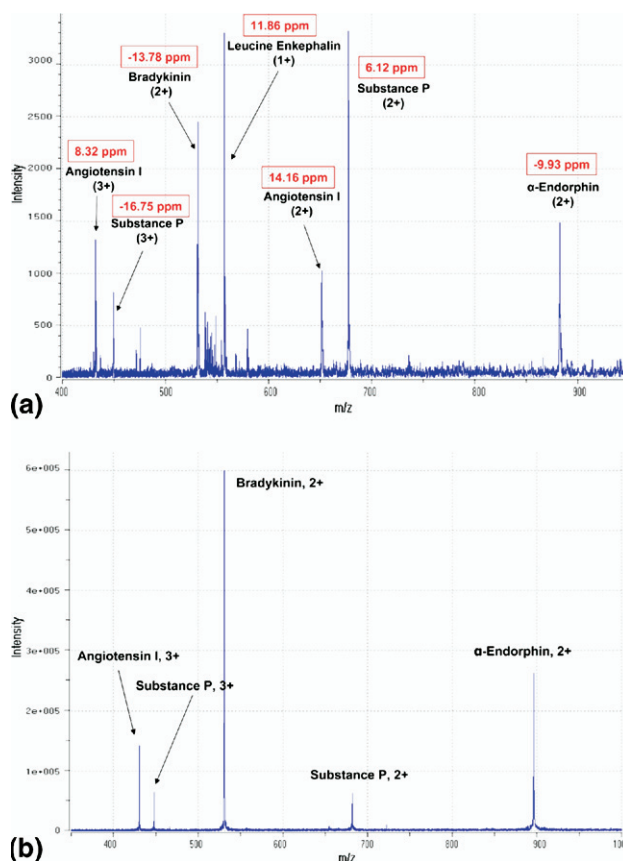 11.86 ppm
Leucine Enkephalin
(1+)
-13.78 ppm
Bradykinin
(2+)
6.12 ppm
Substance P
(2+)
8.32 ppm
Angiotensin I
(3+)
-16.75 ppm
Substance P
(3+)
14.16 ppm
Angiotensin I
(2+)
-9.93 ppm
α-Endorphin
(2+)
Intensity
3000
2500
2000
1500
1000
500
0
400
500
600
700
800
900
m/z
(a)
6e+005
5e+005
4e+005
3e+005
2e+005
1e+005
0
Intensity
Bradykinin, 2+
Angiotensin I, 3+
Substance P, 3+
Substance P, 2+
α-Endorphin, 2+
400
500
600
700
800
900
m/z
(b)